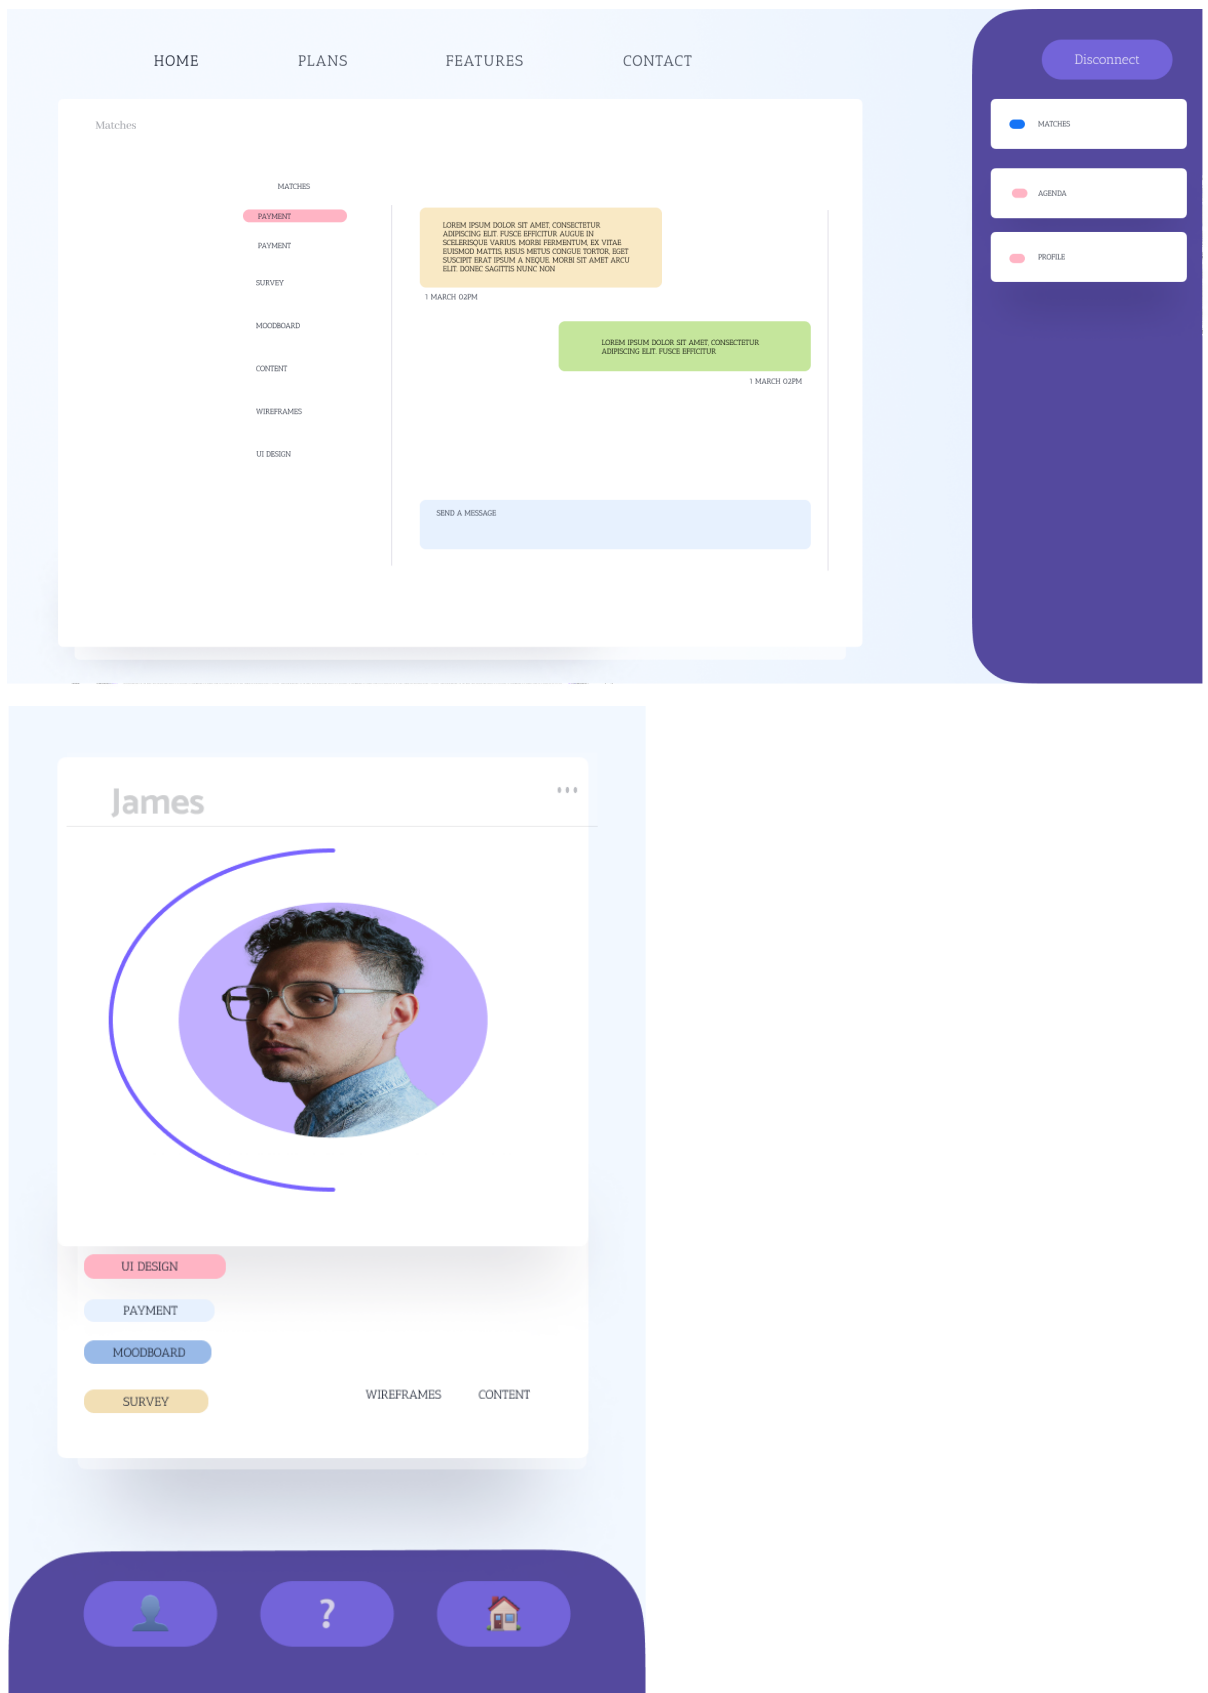 HOME
PLANS
FEATURES
CONTACT
Disconnect
Matches
MATCHES
PAYMENT
PAYMENT
SURVEY
MOODBOARD
CONTENT
WIREFRAMES
UI DESIGN
LOREM IPSUM DOLOR SIT AMET, CONSECTETUR
ADIPISCING ELIT. FUSCE EFFICITUR AUGUE IN
SCELERISQUE VARIUS. MORBI FERMENTUM, EX VITAE
EUISMOD MATTIS, RISUS METUS CONGUE TORTOR, EGET
SUSCIPIT ERAT IPSUM A NEQUE. MORBI SIT AMET ARCU
ELIT. DONEC SAGITTIS NUNC NON
1 MARCH 02PM
LOREM IPSUM DOLOR SIT AMET, CONSECTETUR
ADIPISCING ELIT. FUSCE EFFICITUR
1 MARCH 02PM
SEND A MESSAGE
MATCHES
AGENDA
PROFILE
James
UI DESIGN
PAYMENT
MOODBOARD
SURVEY
WIREFRAMES
CONTENT
?